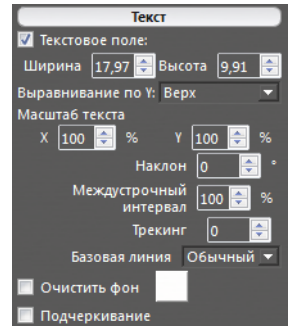 Текст
Текстовое поле:
Ширина 17,97 Высота 9,91
Выравнивание по Y: Верх
Масштаб текста
X 100 % Y 100 %
Наклон 0 °
Междустрочный
интервал 100 %
Трекинг 0
Базовая линия Обычный
Очистить фон
Подчеркивание